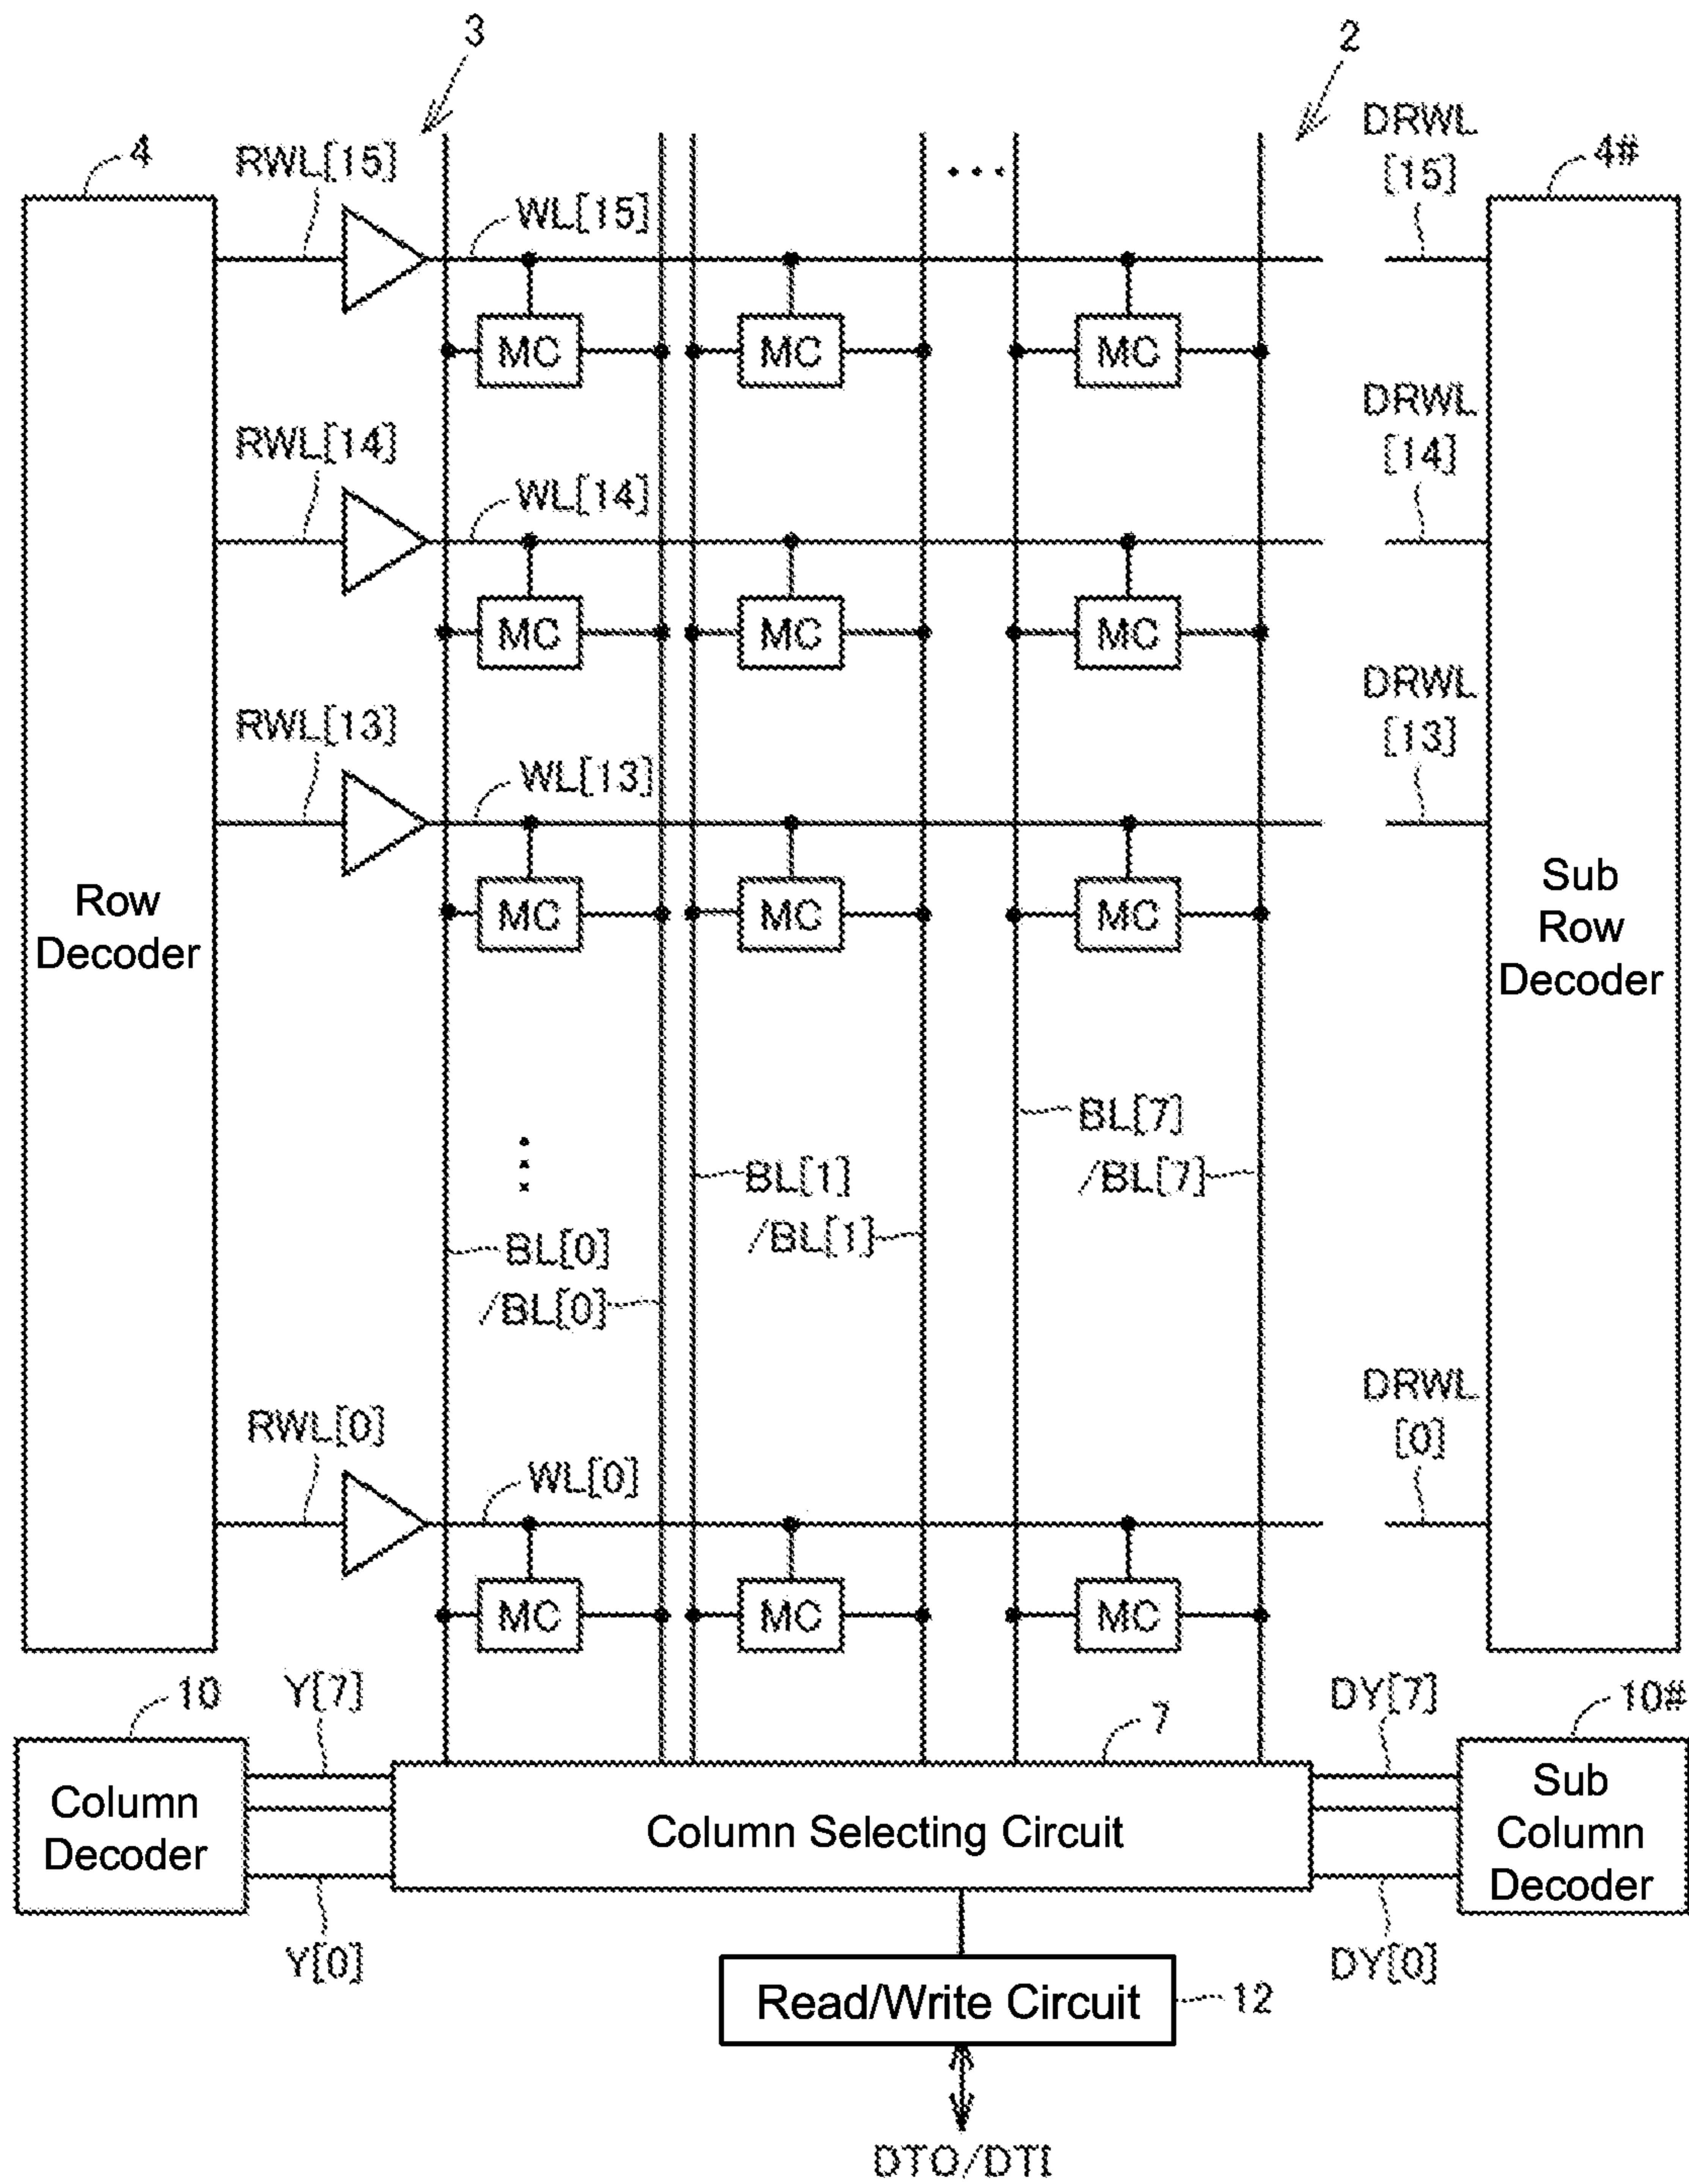 3
2
4
RWL[15]
WL[15]
DRWL
[15]
4#
MC MC MC
RWL[14]
WL[14]
DRWL
[14]
MC MC MC
RWL[13]
WL[13]
DRWL
[13]
MC MC MC
Row
Decoder
Sub
Row
Decoder
BL[7]
/BL[7]
BL[1]
/BL[1]
BL[0]
/BL[0]
RWL[0]
WL[0]
DRWL
[0]
MC MC MC
10
Y[7]
7
DY[7]
10#
Column
Decoder
Column Selecting Circuit
Sub
Column
Decoder
Y[0]
DY[0]
Read/Write Circuit
12
DTO/DTI